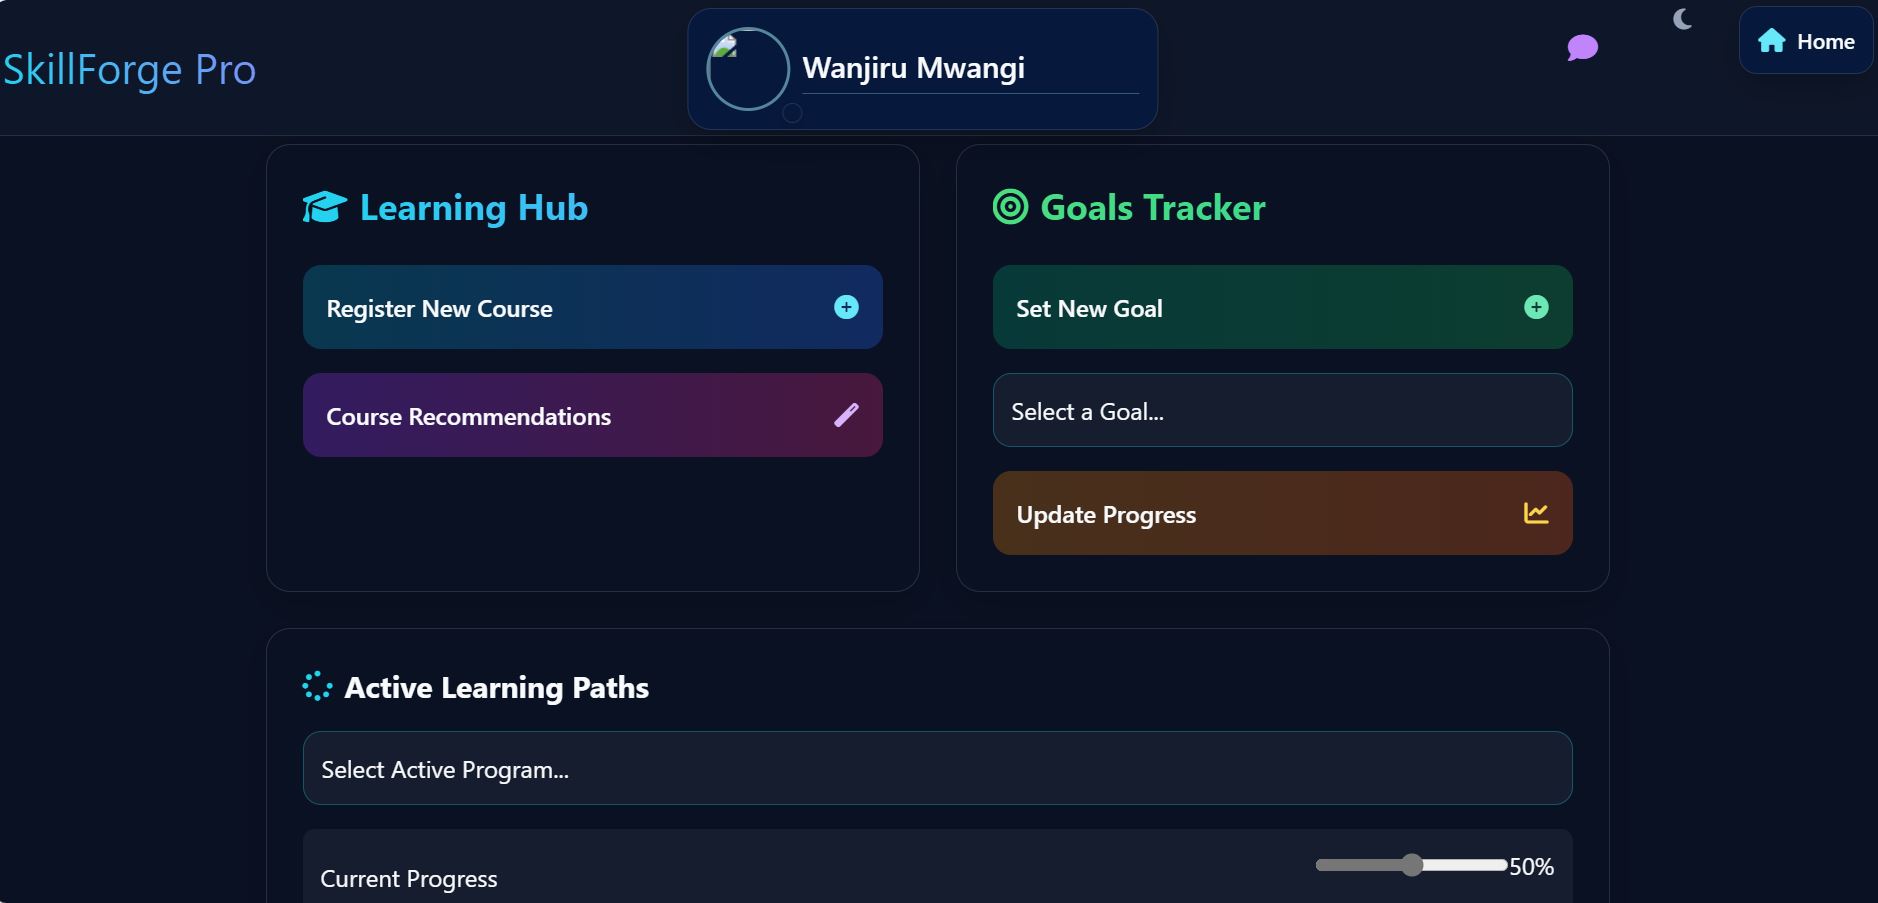 SkillForge Pro
Wanjiru Mwangi
Home
Learning Hub
Register New Course
Course Recommendations
Goals Tracker
Set New Goal
Select a Goal...
Update Progress
Active Learning Paths
Select Active Program...
Current Progress
50%